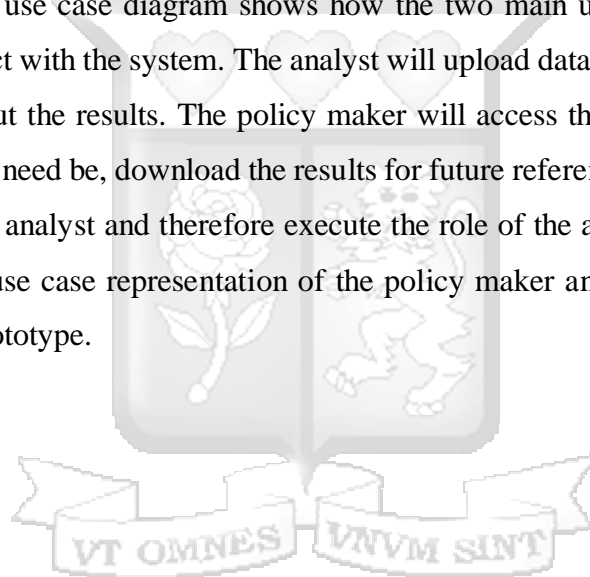 use case diagram shows how the two main u
ct with the system. The analyst will upload data
ut the results. The policy maker will access th
need be, download the results for future refere
analyst and therefore execute the role of the a
use case representation of the policy maker an
ototype.
VT OMNES VNVM SINT